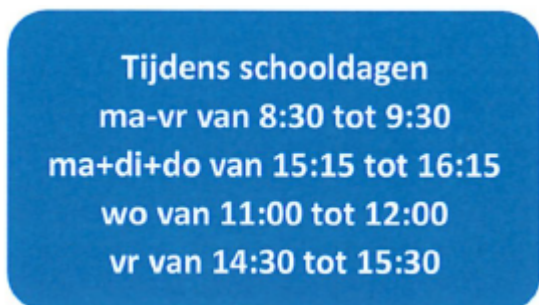 Tijdens schooldagen
ma-vr van 8:30 tot 9:30
ma+di+do van 15:15 tot 16:15
wo van 11:00 tot 12:00
vr van 14:30 tot 15:30